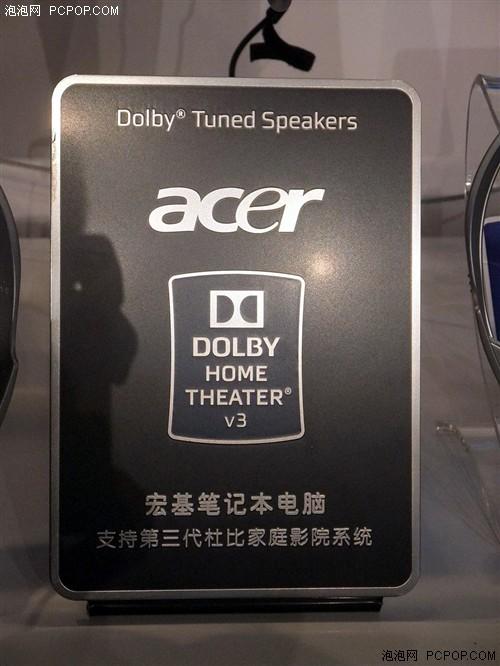 泡泡网 PCPOP.COM
Dolby® Tuned Speakers
acer
DOLBY
HOME
THEATER®
v3
宏基笔记本电脑
支持第三代杜比家庭影院系统
泡泡网 PCPOP.COM